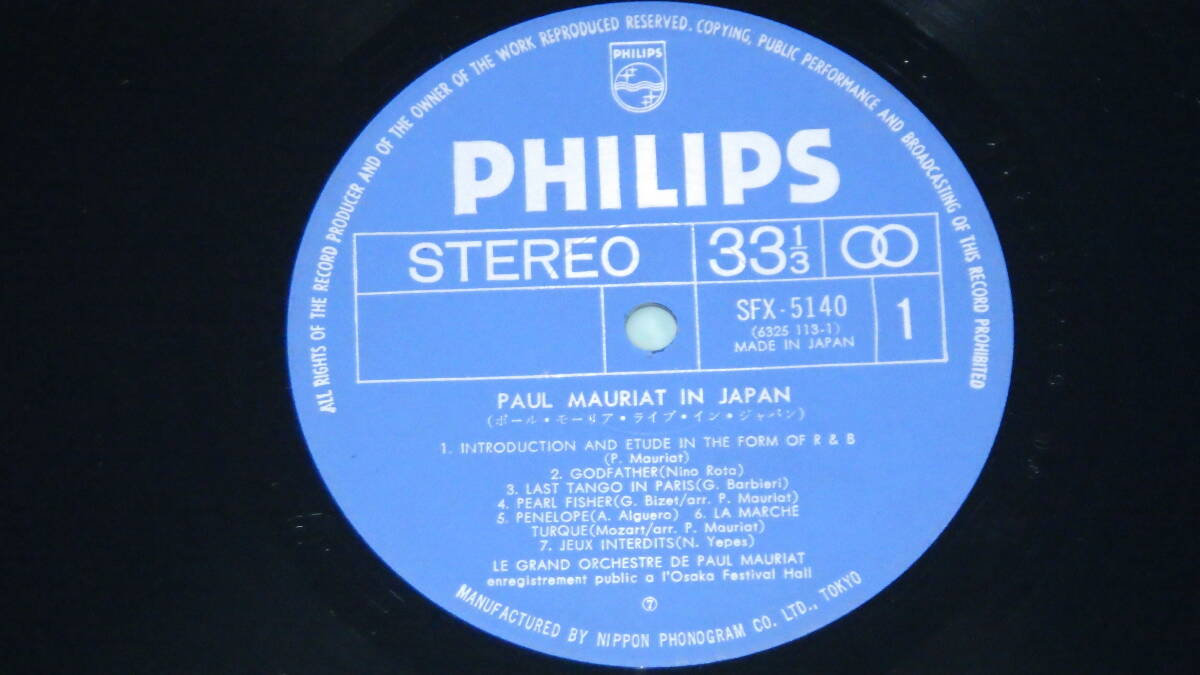 ALL RIGHTS OF THE RECORD PRODUCER AND OF THE OWNER OF THE WORK REPRODUCED RESERVED. COPYING, PUBLIC PERFORMANCE AND BROADCASTING OF THIS RECORD PROHIBITED
PHILIPS
PHILIPS
STEREO
33 1/3
SFX-5140
(6325 113-1)
MADE IN JAPAN
1
PAUL MAURIAT IN JAPAN
(ポール・モーリア・ライブ・イン・ジャパン)
1. INTRODUCTION AND ETUDE IN THE FORM OF R & B
(P. Mauriat)
2. GODFATHER(Nino Rota)
3. LAST TANGO IN PARIS(G. Barbieri)
4. PEARL FISHER(G. Bizet/arr. P. Mauriat)
5. PENELOPE(A. Alguero) 6. LA MARCHE
TURQUE(Mozart/arr. P. Mauriat)
7. JEUX INTERDITS(N. Yepes)
LE GRAND ORCHESTRE DE PAUL MAURIAT
enregistrement public a l'Osaka Festival Hall
⑦
MANUFACTURED BY NIPPON PHONOGRAM CO. LTD., TOKYO